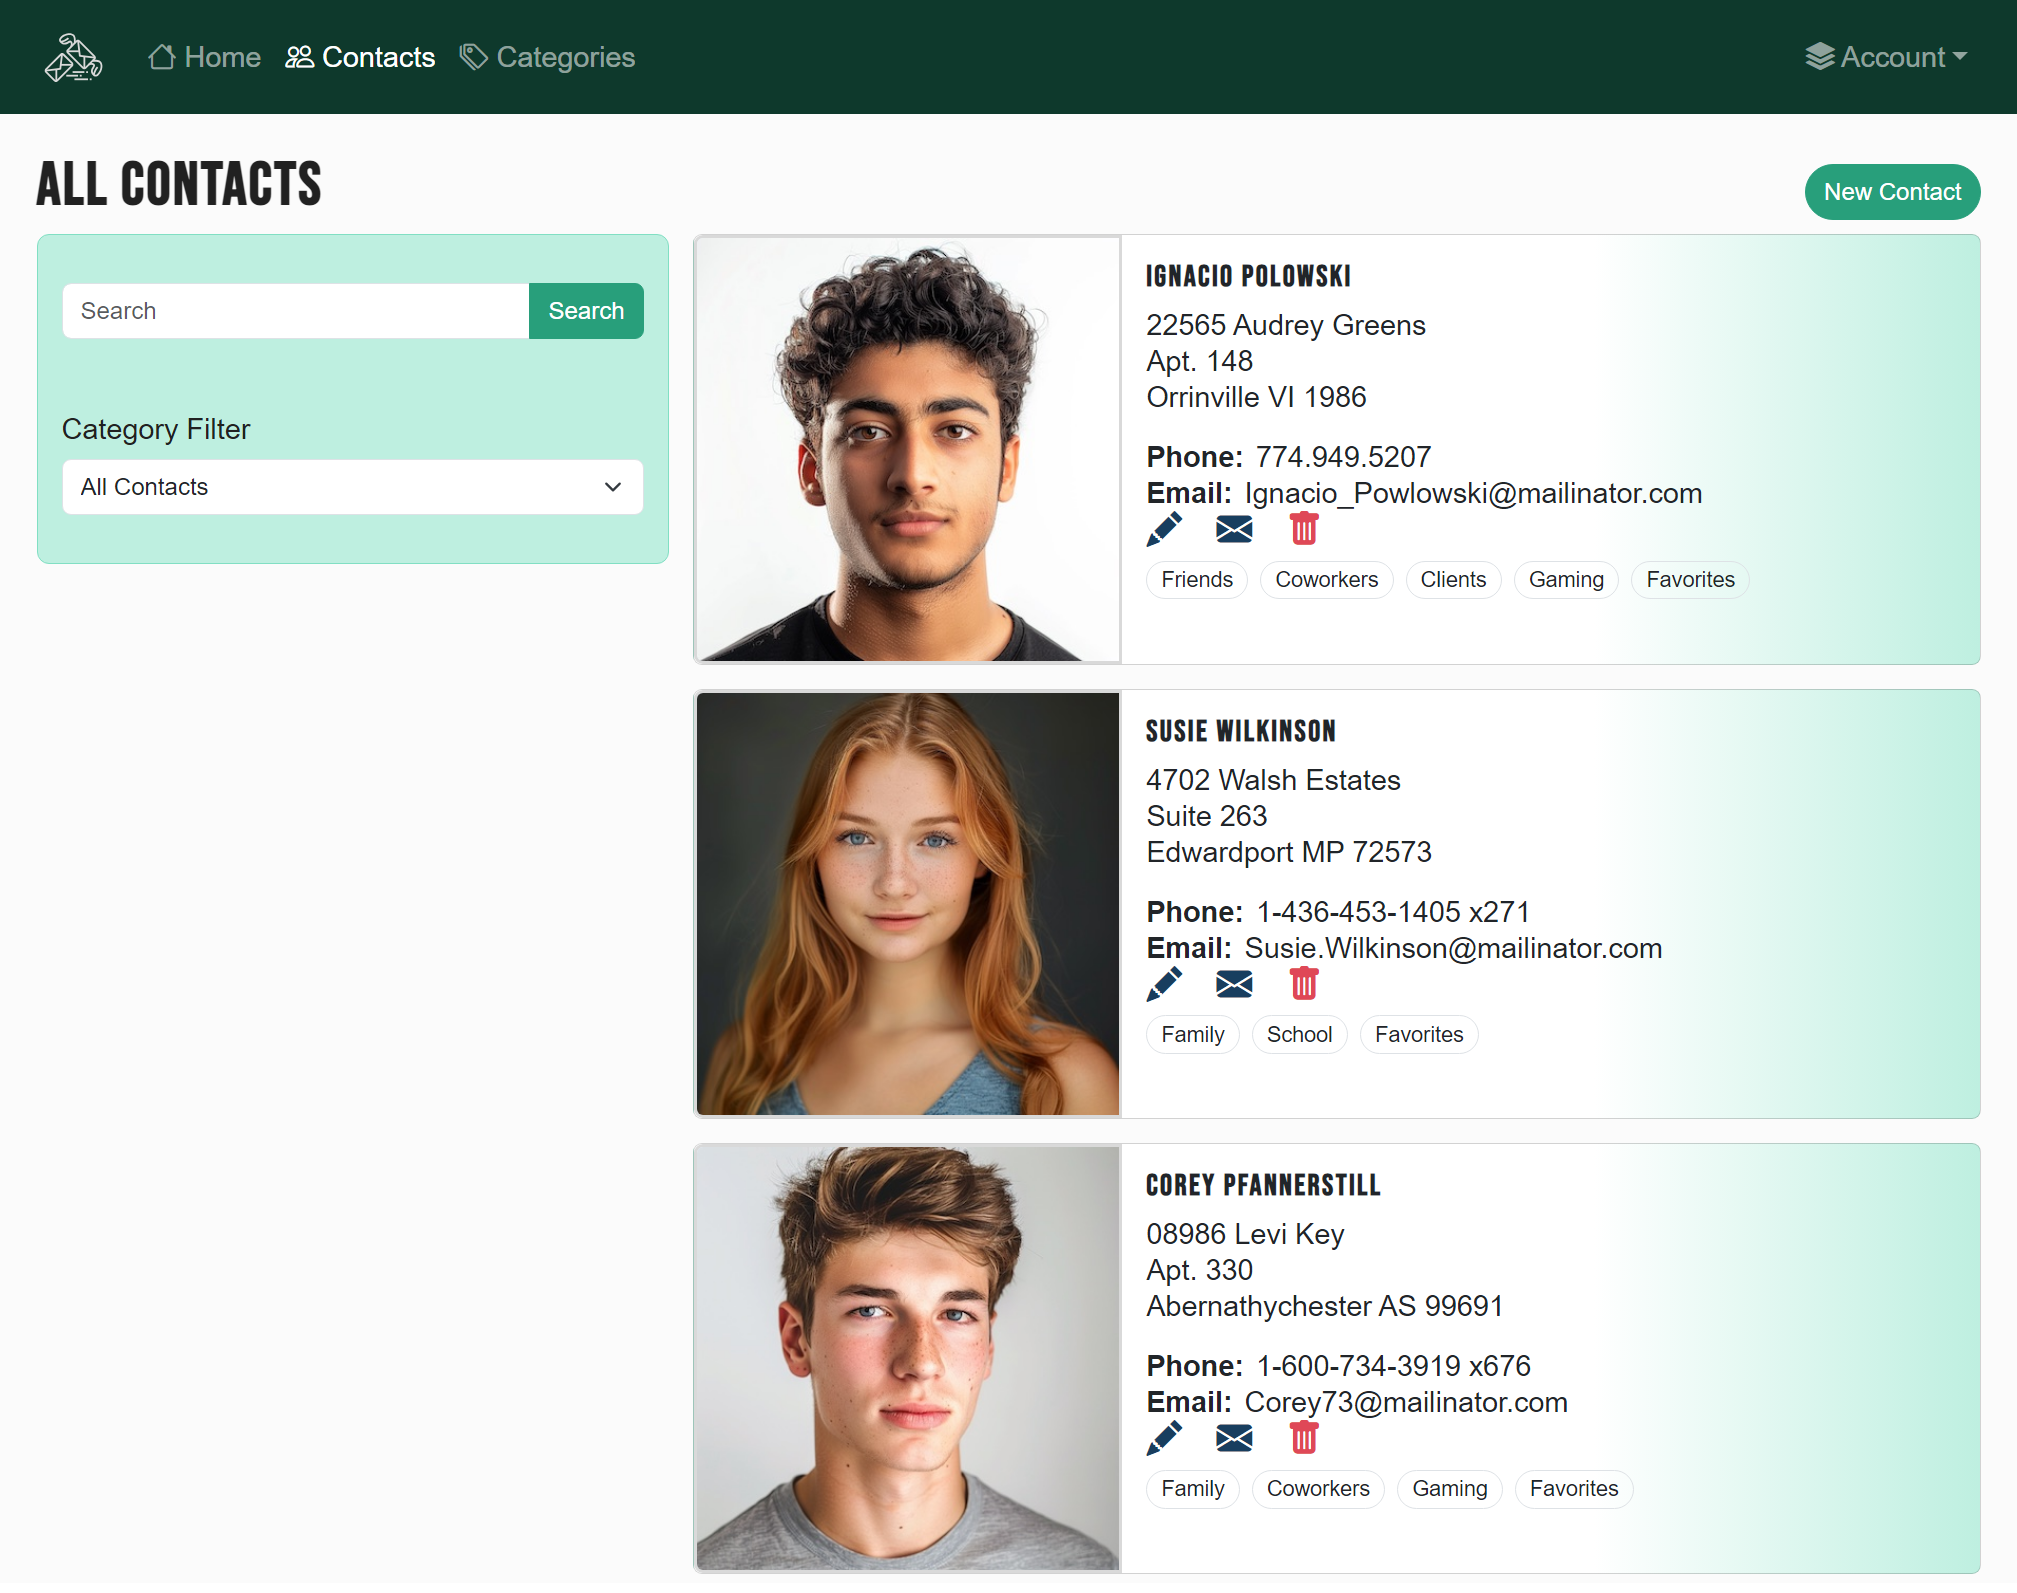 Home Contacts Categories Account
ALL CONTACTS
New Contact
Search Search
Category Filter
All Contacts
IGNACIO POLOWSKI
22565 Audrey Greens
Apt. 148
Orrinville VI 1986
Phone: 774.949.5207
Email: Ignacio_Powlowski@mailinator.com
Friends Coworkers Clients Gaming Favorites
SUSIE WILKINSON
4702 Walsh Estates
Suite 263
Edwardport MP 72573
Phone: 1-436-453-1405 x271
Email: Susie.Wilkinson@mailinator.com
Family School Favorites
COREY PFANNERSTILL
08986 Levi Key
Apt. 330
Abernathychester AS 99691
Phone: 1-600-734-3919 x676
Email: Corey73@mailinator.com
Family Coworkers Gaming Favorites